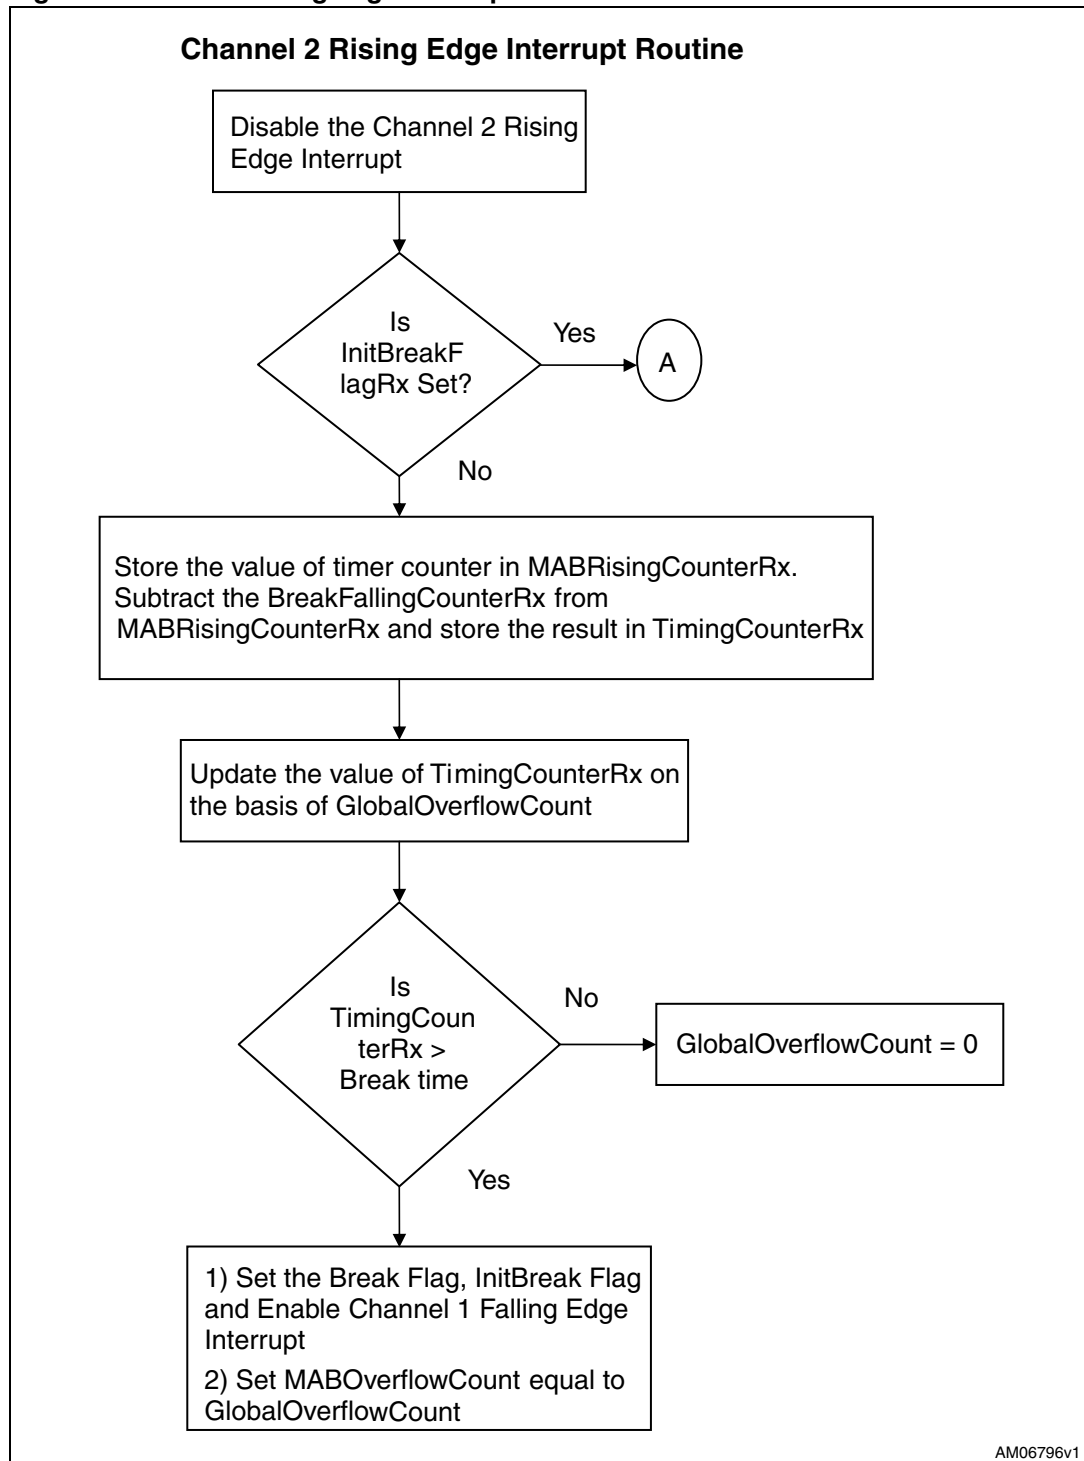 Channel 2 Rising Edge Interrupt Routine
Disable the Channel 2 Rising
Edge Interrupt
Is
InitBreakF
lagRx Set?
Yes
A
No
Store the value of timer counter in MABRisingCounterRx.
Subtract the BreakFallingCounterRx from
MABRisingCounterRx and store the result in TimingCounterRx
Update the value of TimingCounterRx on
the basis of GlobalOverflowCount
Is
TimingCoun
terRx >
Break time
No
GlobalOverflowCount = 0
Yes
1) Set the Break Flag, InitBreak Flag
and Enable Channel 1 Falling Edge
Interrupt
2) Set MABOverflowCount equal to
GlobalOverflowCount
AM06796v1